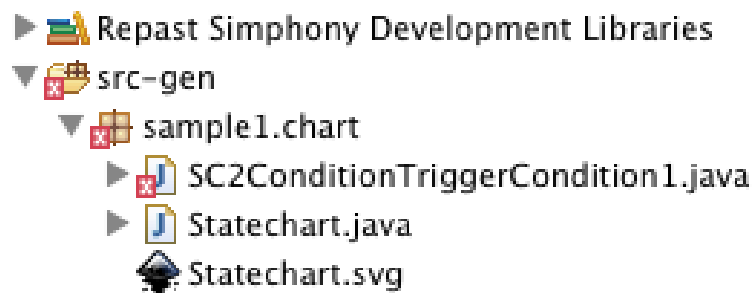 Repast Simphony Development Libraries
src-gen
sample1.chart
SC2ConditionTriggerCondition1.java
Statechart.java
Statechart.svg